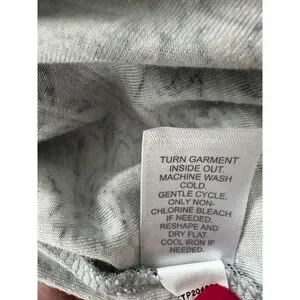 TURN GARMENT
INSIDE OUT.
MACHINE WASH
COLD.
GENTLE CYCLE.
ONLY NON-
CHLORINE BLEACH
IF NEEDED.
RESHAPE AND
DRY FLAT.
COOL IRON IF
NEEDED.